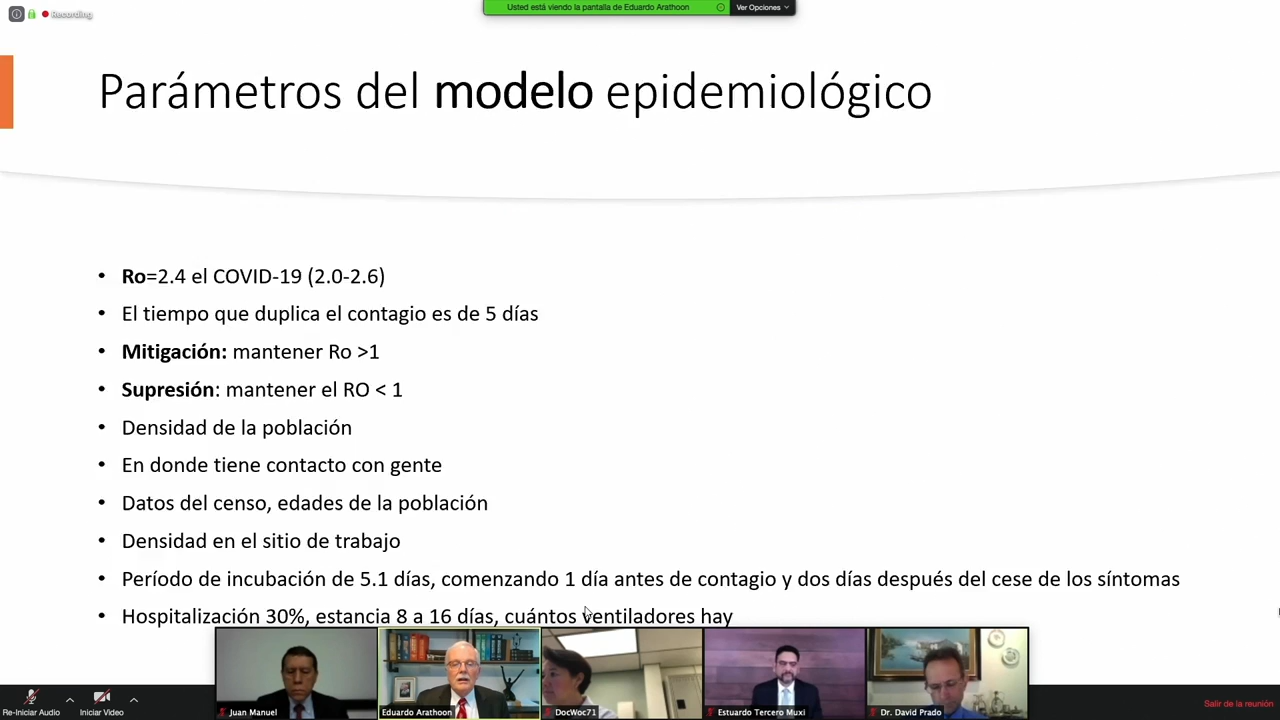 Recording
Usted está viendo la pantalla de Eduardo Arathoon
Ver Opciones
Parámetros del modelo epidemiológico
• Ro=2.4 el COVID-19 (2.0-2.6)
• El tiempo que duplica el contagio es de 5 días
• Mitigación: mantener Ro >1
• Supresión: mantener el RO < 1
• Densidad de la población
• En donde tiene contacto con gente
• Datos del censo, edades de la población
• Densidad en el sitio de trabajo
• Período de incubación de 5.1 días, comenzando 1 día antes de contagio y dos días después del cese de los síntomas
• Hospitalización 30%, estancia 8 a 16 días, cuántos ventiladores hay
Re-Iniciar Audio
Iniciar Video
Juan Manuel
Eduardo Arathoon
DocWoc71
Estuardo Tercero Muxi
Dr. David Prado
Salir de la reunión